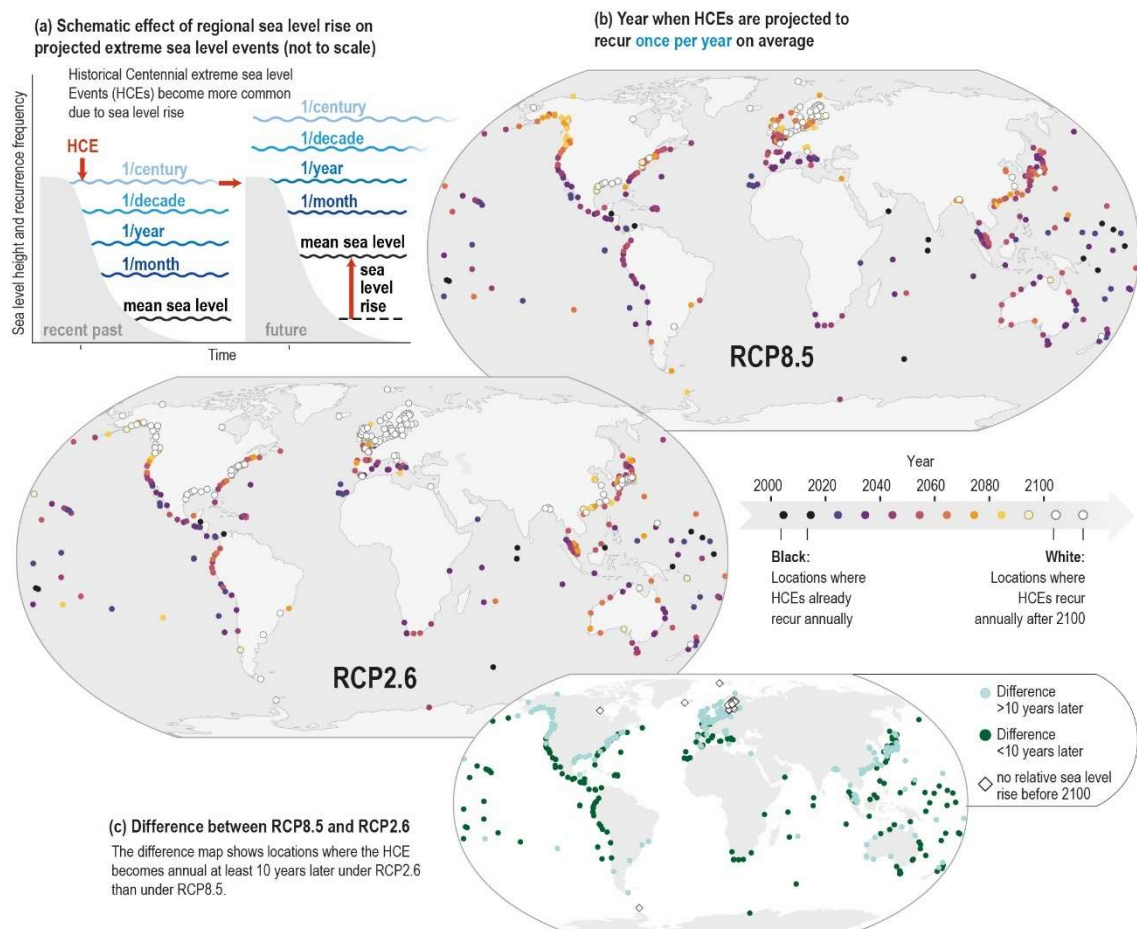 (a) Schematic effect of regional sea level rise on
projected extreme sea level events (not to scale)
Sea level height and recurrence frequency
Historical Centennial extreme sea level
Events (HCEs) become more common
due to sea level rise
HCE
1/century
1/decade
1/year
1/month
mean sea level
recent past
1/century
1/decade
1/year
1/month
mean sea level
sea
level
rise
future
Time
(b) Year when HCEs are projected to
recur once per year on average
RCP8.5
RCP2.6
Year
2000 2020 2040 2060 2080 2100
Black:
Locations where
HCEs already
recur annually
White:
Locations where
HCEs recur
annually after 2100
(c) Difference between RCP8.5 and RCP2.6
The difference map shows locations where the HCE
becomes annual at least 10 years later under RCP2.6
than under RCP8.5.
Difference
>10 years later
Difference
<10 years later
no relative sea level
rise before 2100